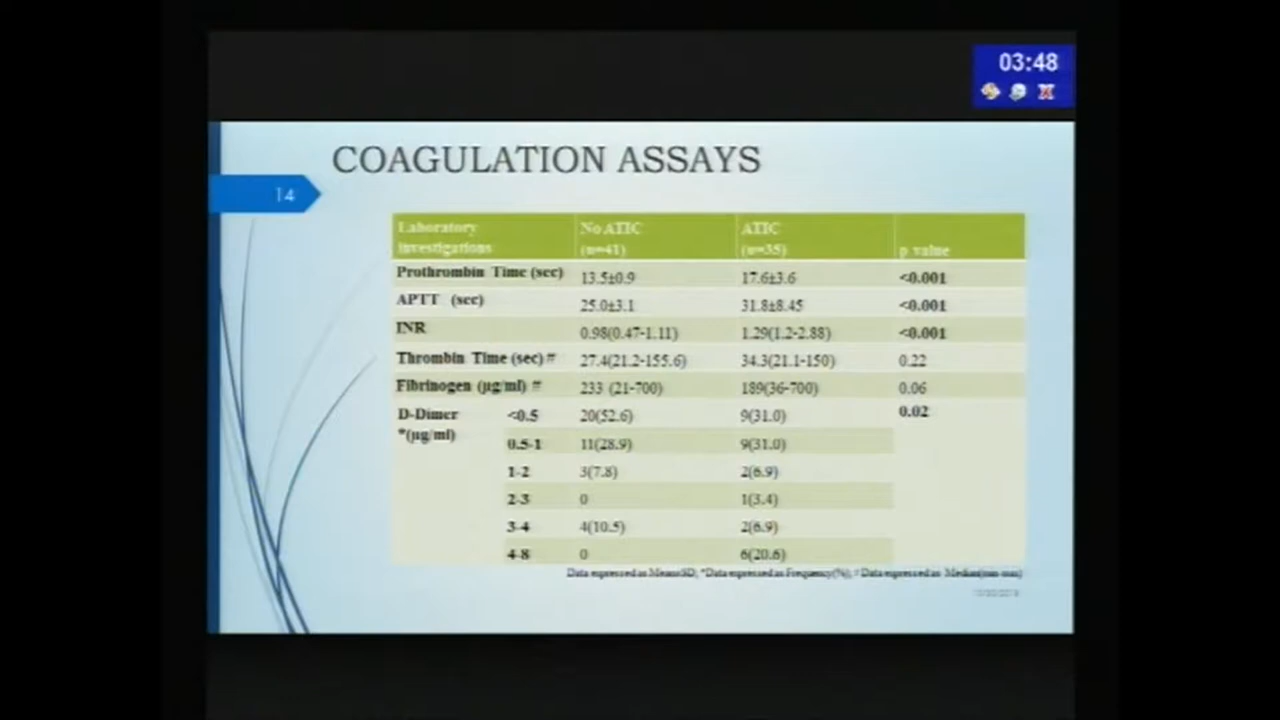 03:48
COAGULATION ASSAYS
14
Laboratory investigations No ATIC (n=41) ATIC (n=35) p value
Prothrombin Time (sec) 13.5±0.9 17.6±3.6 <0.001
APTT (sec) 25.0±3.1 31.8±8.45 <0.001
INR 0.98(0.47-1.11) 1.29(1.2-2.88) <0.001
Thrombin Time (sec) # 27.4(21.2-155.6) 34.3(21.1-150) 0.22
Fibrinogen (µg/ml) # 233 (21-700) 189(36-700) 0.06
D-Dimer *(µg/ml) <0.5 20(52.6) 9(31.0) 0.02
0.5-1 11(28.9) 9(31.0)
1-2 3(7.8) 2(6.9)
2-3 0 1(3.4)
3-4 4(10.5) 2(6.9)
4-8 0 6(20.6)
Data expressed as Mean±SD; *Data expressed as Frequency(%); # Data expressed as Median(min-max)